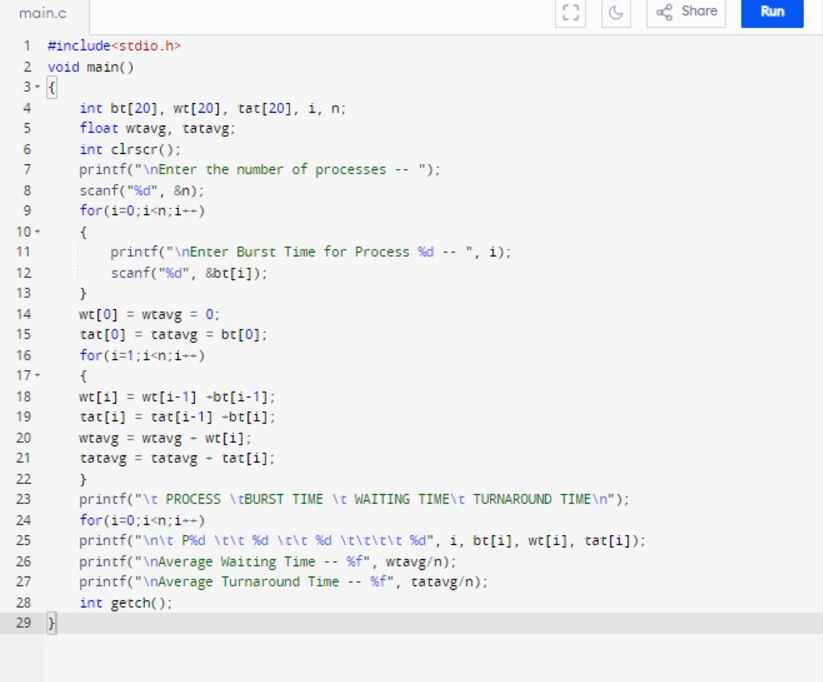 main.c
Share
Run
1 #include<stdio.h>
2 void main()
3 {
4 int bt[20], wt[20], tat[20], i, n;
5 float wtavg, tatavg;
6 int clrscr();
7 printf("\nEnter the number of processes -- ");
8 scanf("%d", &n);
9 for(i=0;i<n;i++)
10 {
11 printf("\nEnter Burst Time for Process %d -- ", i);
12 scanf("%d", &bt[i]);
13 }
14 wt[0] = wtavg = 0;
15 tat[0] = tatavg = bt[0];
16 for(i=1;i<n;i++)
17 {
18 wt[i] = wt[i-1] +bt[i-1];
19 tat[i] = tat[i-1] +bt[i];
20 wtavg = wtavg + wt[i];
21 tatavg = tatavg + tat[i];
22 }
23 printf("\t PROCESS \tBURST TIME \t WAITING TIME\t TURNAROUND TIME\n");
24 for(i=0;i<n;i++)
25 printf("\n\t P%d \t\t %d \t\t %d \t\t\t\t %d", i, bt[i], wt[i], tat[i]);
26 printf("\nAverage Waiting Time -- %f", wtavg/n);
27 printf("\nAverage Turnaround Time -- %f", tatavg/n);
28 int getch();
29 }